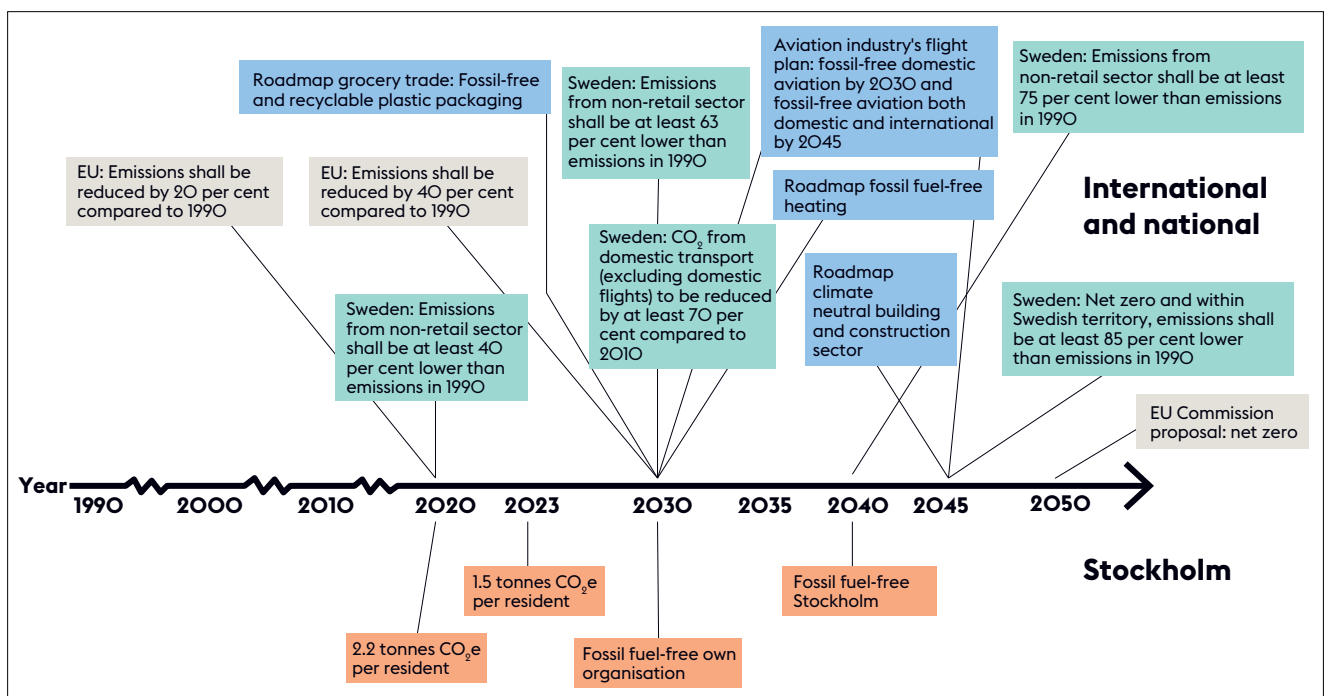 Roadmap grocery trade: Fossil-free
and recyclable plastic packaging
Sweden: Emissions
from non-retail sector
shall be at least 63
per cent lower than
emissions in 1990
Aviation industry's flight
plan: fossil-free domestic
aviation by 2030 and
fossil-free aviation both
domestic and international
by 2045
Sweden: Emissions from
non-retail sector shall be at least
75 per cent lower than emissions
in 1990
EU: Emissions shall be
reduced by 20 per cent
compared to 1990
EU: Emissions shall be
reduced by 40 per cent
compared to 1990
Roadmap fossil fuel-free
heating
International
and national
Sweden: CO₂ from
domestic transport
(excluding domestic
flights) to be reduced
by at least 70 per
cent compared to
2010
Roadmap
climate
neutral building
and construction
sector
Sweden: Emissions
from non-retail sector
shall be at least 40
per cent lower than
emissions in 1990
Sweden: Net zero and within
Swedish territory, emissions shall
be at least 85 per cent lower
than emissions in 1990
EU Commission
proposal: net zero
Year
1990 2000 2010 2020 2023 2030 2035 2040 2045 2050
Stockholm
1.5 tonnes CO₂e
per resident
Fossil fuel-free
Stockholm
2.2 tonnes CO₂e
per resident
Fossil fuel-free own
organisation